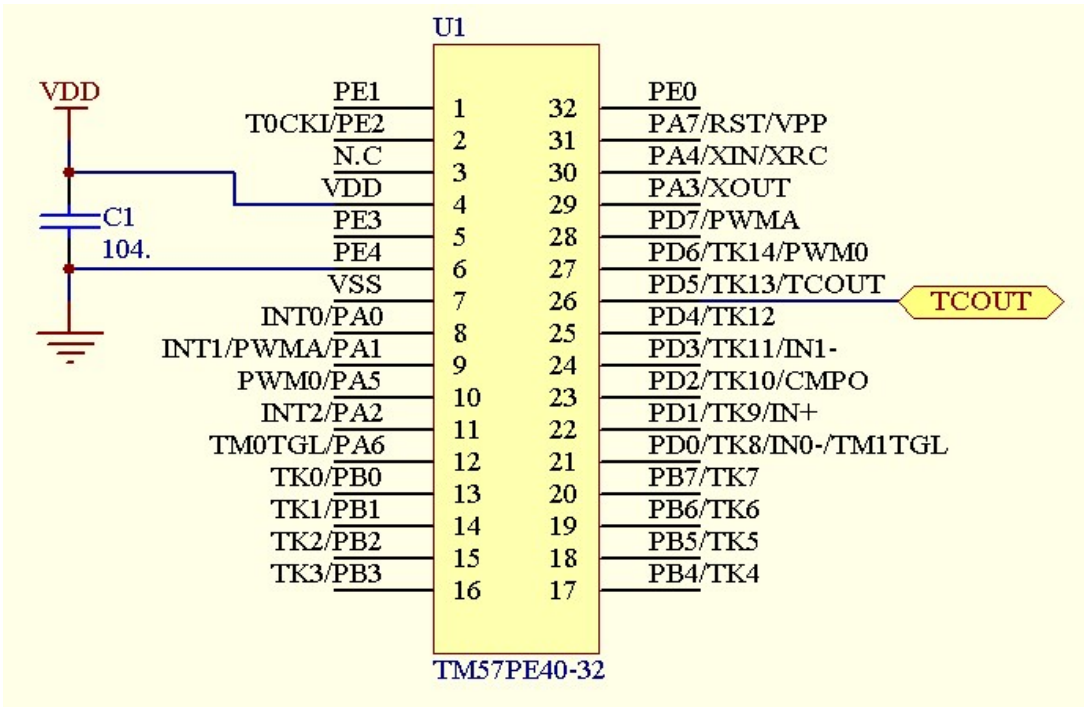 U1
VDD
C1
104.
PE1 1 32 PE0
T0CKI/PE2 2 31 PA7/RST/VPP
N.C 3 30 PA4/XIN/XRC
VDD 4 29 PA3/XOUT
PE3 5 28 PD7/PWMA
PE4 6 27 PD6/TK14/PWM0
VSS 7 26 PD5/TK13/TCOUT TCOUT
INT0/PA0 8 25 PD4/TK12
INT1/PWMA/PA1 9 24 PD3/TK11/IN1-
PWM0/PA5 10 23 PD2/TK10/CMPO
INT2/PA2 11 22 PD1/TK9/IN+
TM0TGL/PA6 12 21 PD0/TK8/IN0-/TM1TGL
TK0/PB0 13 20 PB7/TK7
TK1/PB1 14 19 PB6/TK6
TK2/PB2 15 18 PB5/TK5
TK3/PB3 16 17 PB4/TK4
TM57PE40-32